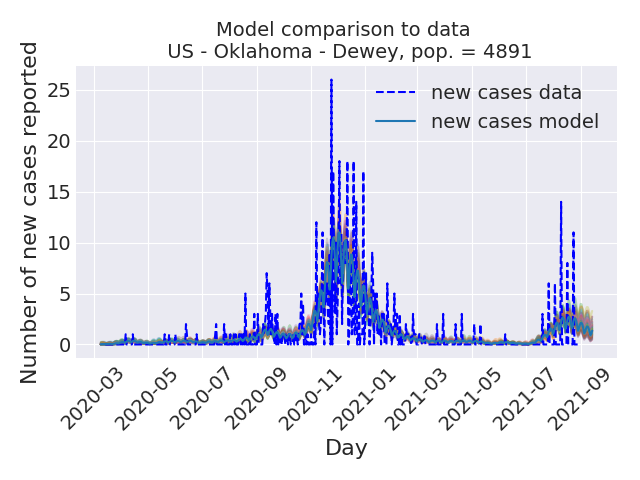 Model comparison to data
US - Oklahoma - Dewey, pop. = 4891
Number of new cases reported
25
20
15
10
5
0
new cases data
new cases model
2020-03
2020-05
2020-07
2020-09
2020-11
2021-01
2021-03
2021-05
2021-07
2021-09
Day